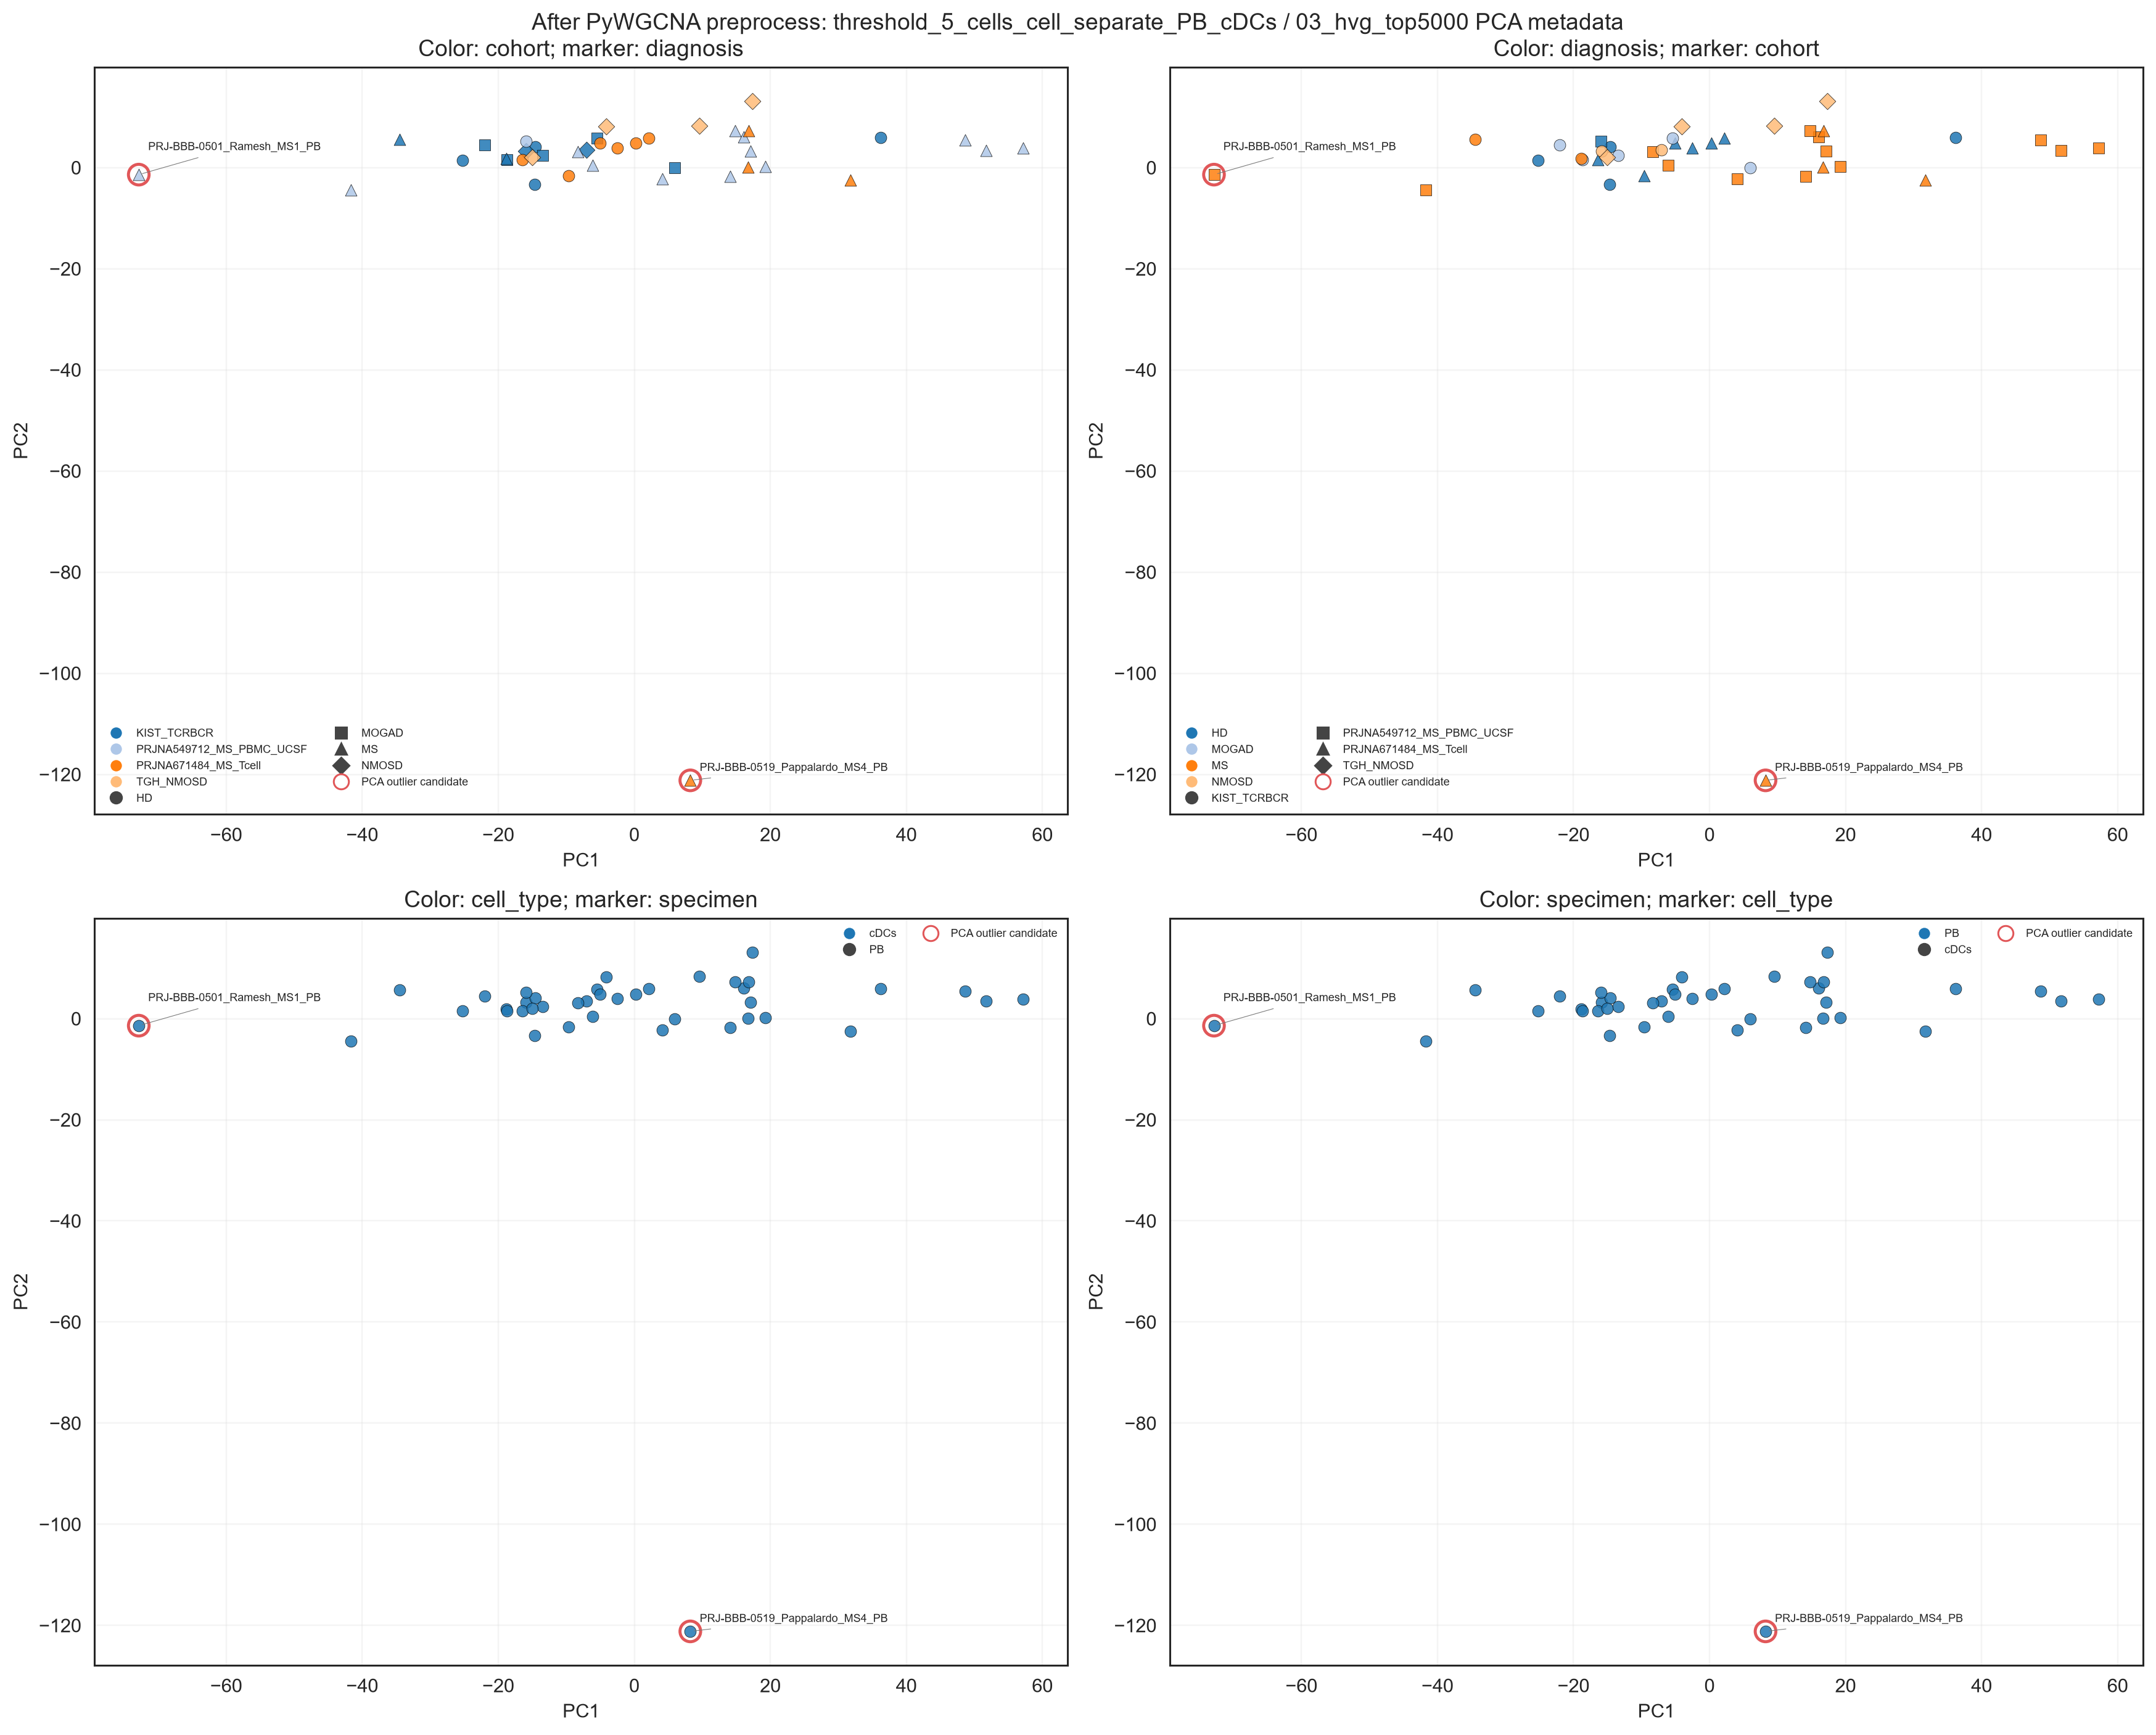 After PyWGCNA preprocess: threshold_5_cells_cell_separate_PB_cDCs / 03_hvg_top5000 PCA metadata
Color: cohort; marker: diagnosis
PRJ-BBB-0501_Ramesh_MS1_PB
PRJ-BBB-0519_Pappalardo_MS4_PB
KIST_TCRBCR
PRJNA549712_MS_PBMC_UCSF
PRJNA671484_MS_Tcell
TGH_NMOSD
HD
MOGAD
MS
NMOSD
PCA outlier candidate
0
−20
−40
−60
−80
−100
−120
PC2
−60
−40
−20
0
20
40
60
PC1
Color: diagnosis; marker: cohort
PRJ-BBB-0501_Ramesh_MS1_PB
PRJ-BBB-0519_Pappalardo_MS4_PB
HD
MOGAD
MS
NMOSD
KIST_TCRBCR
PRJNA549712_MS_PBMC_UCSF
PRJNA671484_MS_Tcell
TGH_NMOSD
PCA outlier candidate
0
−20
−40
−60
−80
−100
−120
PC2
−60
−40
−20
0
20
40
60
PC1
Color: cell_type; marker: specimen
cDCs
PB
PCA outlier candidate
PRJ-BBB-0501_Ramesh_MS1_PB
PRJ-BBB-0519_Pappalardo_MS4_PB
0
−20
−40
−60
−80
−100
−120
PC2
−60
−40
−20
0
20
40
60
PC1
Color: specimen; marker: cell_type
PB
cDCs
PCA outlier candidate
PRJ-BBB-0501_Ramesh_MS1_PB
PRJ-BBB-0519_Pappalardo_MS4_PB
0
−20
−40
−60
−80
−100
−120
PC2
−60
−40
−20
0
20
40
60
PC1